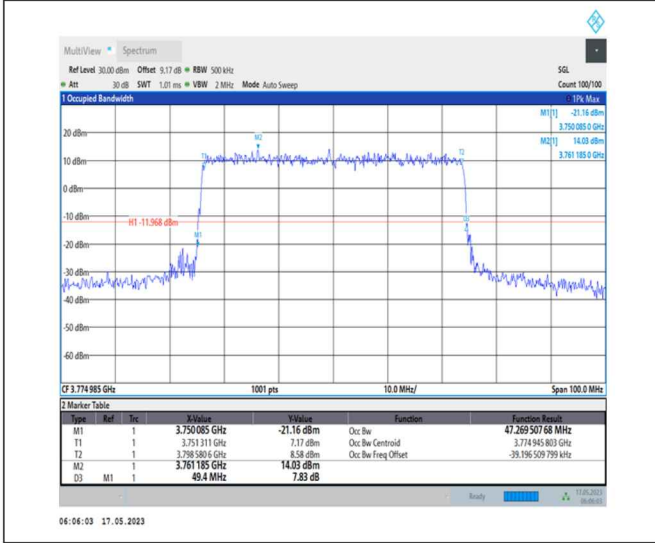 MultiView Spectrum
Ref Level 30.00 dBm Offset 9.17 dB RBW 500 kHz SGL
Att 30 dB SWT 1.01 ms VBW 2 MHz Mode Auto Sweep Count 100/100
1 Occupied Bandwidth 1Pk Max
M1[1] -21.16 dBm
3.750 085 0 GHz
M2[1] 14.03 dBm
3.761 185 0 GHz
20 dBm
M2
T1
T2
10 dBm
0 dBm
-10 dBm
H1 -11.968 dBm
M1
-20 dBm
-30 dBm
-40 dBm
-50 dBm
-60 dBm
CF 3.774 985 GHz 1001 pts 10.0 MHz/ Span 100.0 MHz
2 Marker Table
Type Ref Trc X-Value Y-Value Function Function Result
M1 1 3.750 085 GHz -21.16 dBm Occ Bw 47.269 507 68 MHz
T1 1 3.751 311 GHz 7.17 dBm Occ Bw Centroid 3.774 945 803 GHz
T2 1 3.798 580 6 GHz 8.58 dBm Occ Bw Freq Offset -39.196 509 799 kHz
M2 1 3.761 185 GHz 14.03 dBm
D3 M1 1 49.4 MHz 7.83 dB
Ready 17.05.2023
06:06:03
06:06:03 17.05.2023